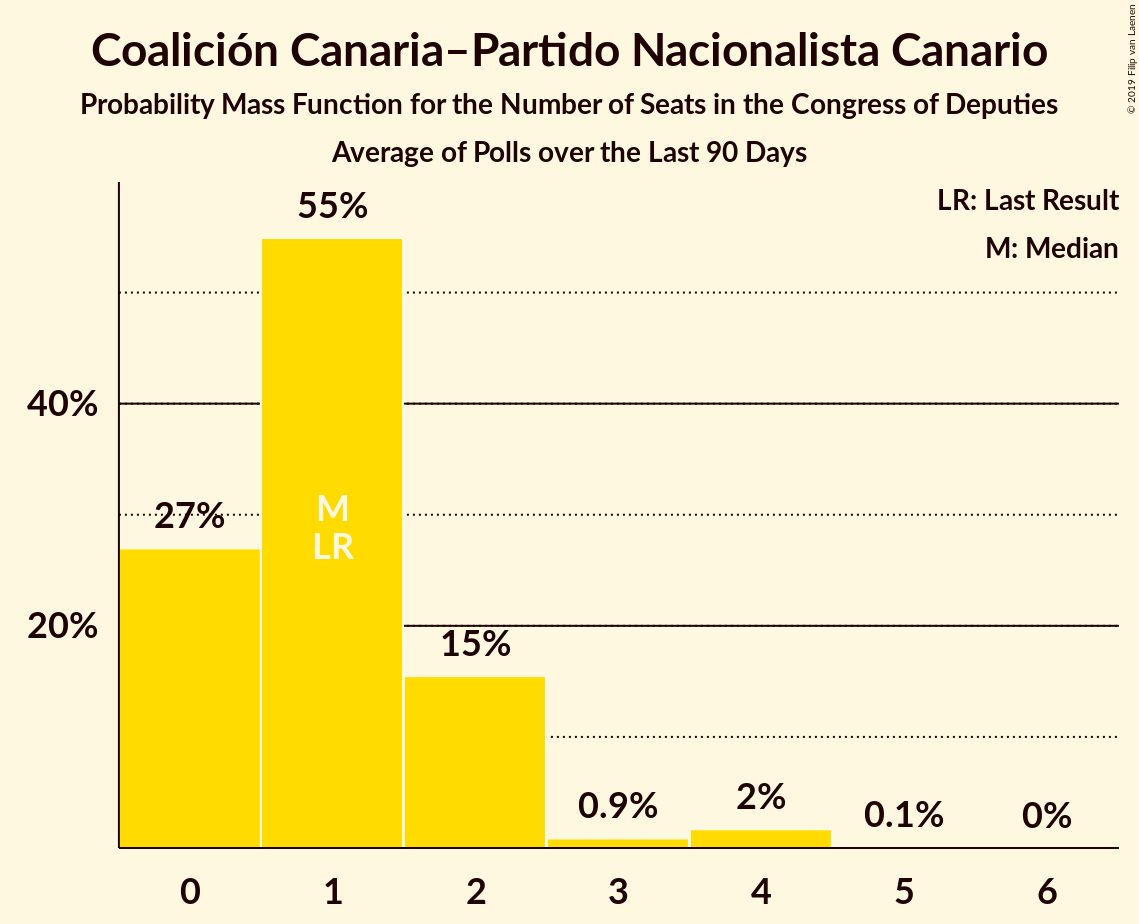 Coalición Canaria–Partido Nacionalista Canario
Probability Mass Function for the Number of Seats in the Congress of Deputies
Average of Polls over the Last 90 Days
© 2019 Filip van Laenen
LR: Last Result
M: Median
55%
40%
27%
M
LR
20%
15%
0.9%
2%
0.1%
0%
0 1 2 3 4 5 6